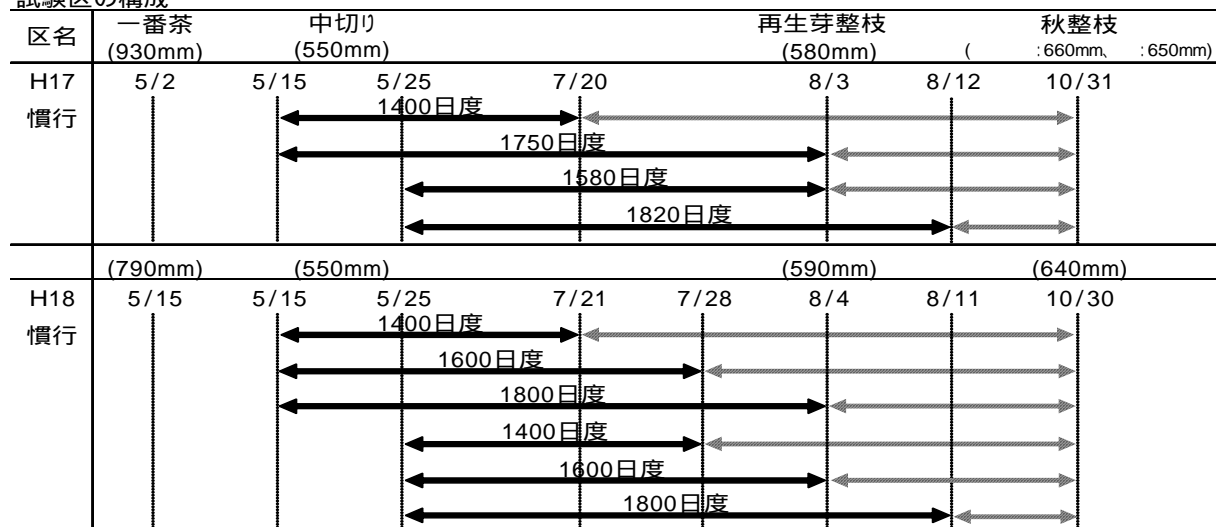 試験区の構成
区名 一番茶 中切り 再生芽整枝 秋整枝
(930mm) (550mm) (580mm) ( :660mm、 :650mm)
H17 5/2 5/15 5/25 7/20 8/3 8/12 10/31
慣行 1400日度
1750日度
1580日度
1820日度
(790mm) (550mm) (590mm) (640mm)
H18 5/15 5/15 5/25 7/21 7/28 8/4 8/11 10/30
慣行 1400日度
1600日度
1800日度
1400日度
1600日度
1800日度